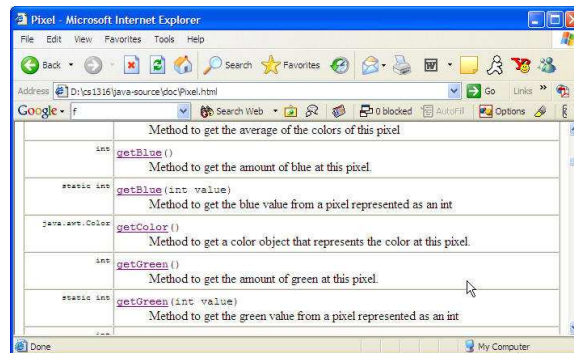 Pixel - Microsoft Internet Explorer
File Edit View Favorites Tools Help
Back Search Favorites
Address D:\cs1316\java-source\doc\Pixel.html Go Links »
Google f Search Web 0 blocked AutoFill Options
Method to get the average of the colors of this pixel
int getBlue()
Method to get the amount of blue at this pixel.
static int getBlue(int value)
Method to get the blue value from a pixel represented as an int
java.awt.Color getColor()
Method to get a color object that represents the color at this pixel.
int getGreen()
Method to get the amount of green at this pixel.
static int getGreen(int value)
Method to get the green value from a pixel represented as an int
Done My Computer